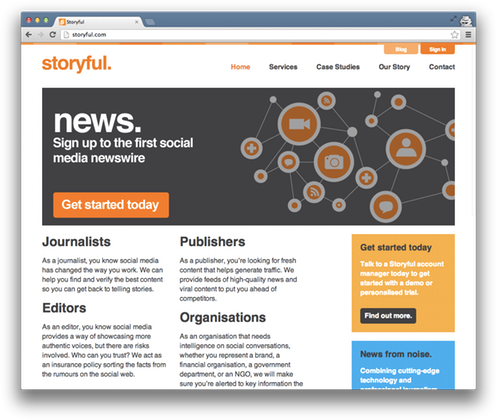 Storyful
storyful.com
Blog
Sign in
storyful.
Home
Services
Case Studies
Our Story
Contact
news.
Sign up to the first social
media newswire
Get started today
Journalists
As a journalist, you know social media
has changed the way you work. We can
help you find and verify the best content
so you can get back to telling stories.
Editors
As an editor, you know social media
provides a way of showcasing more
authentic voices, but there are risks
involved. Who can you trust? We act as
an insurance policy sorting the facts from
the rumours on the social web.
Publishers
As a publisher, you're looking for fresh
content that helps generate traffic. We
provide feeds of high-quality news and
viral content to put you ahead of
competitors.
Organisations
As an organisation that needs
intelligence on social conversations,
whether you represent a brand, a
financial organisation, a government
department, or an NGO, we will make
sure you're alerted to key information the
Get started today
Talk to a Storyful account
manager today to get
started with a demo or
personalised trial.
Find out more.
News from noise.
Combining cutting-edge
technology and
professional journalism